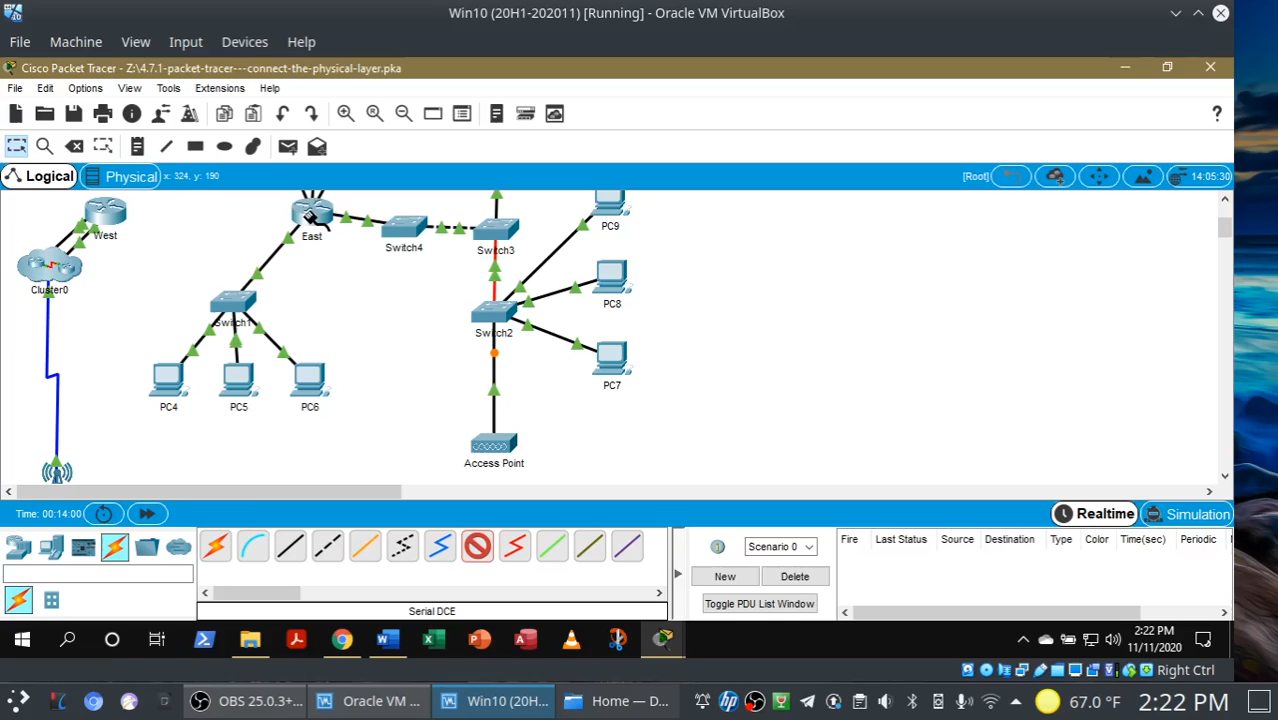 Win10 (20H1-202011) [Running] - Oracle VM VirtualBox
File Machine View Input Devices Help
Cisco Packet Tracer - Z:\4.7.1-packet-tracer---connect-the-physical-layer.pka
File Edit Options View Tools Extensions Help
?
Logical Physical x: 324, y: 190 [Root] 14:05:30
PC9
West East Switch4 Switch3
Cluster0 PC8
Switch1 Switch2
PC7
PC4 PC5 PC6
Access Point
Time: 00:14:00 Realtime Simulation
Scenario 0 Fire Last Status Source Destination Type Color Time(sec) Periodic
New Delete
Toggle PDU List Window
Serial DCE
2:22 PM
11/11/2020
Right Ctrl
OBS 25.0.3+... Oracle VM ... Win10 (20H... Home — D... 67.0 °F 2:22 PM